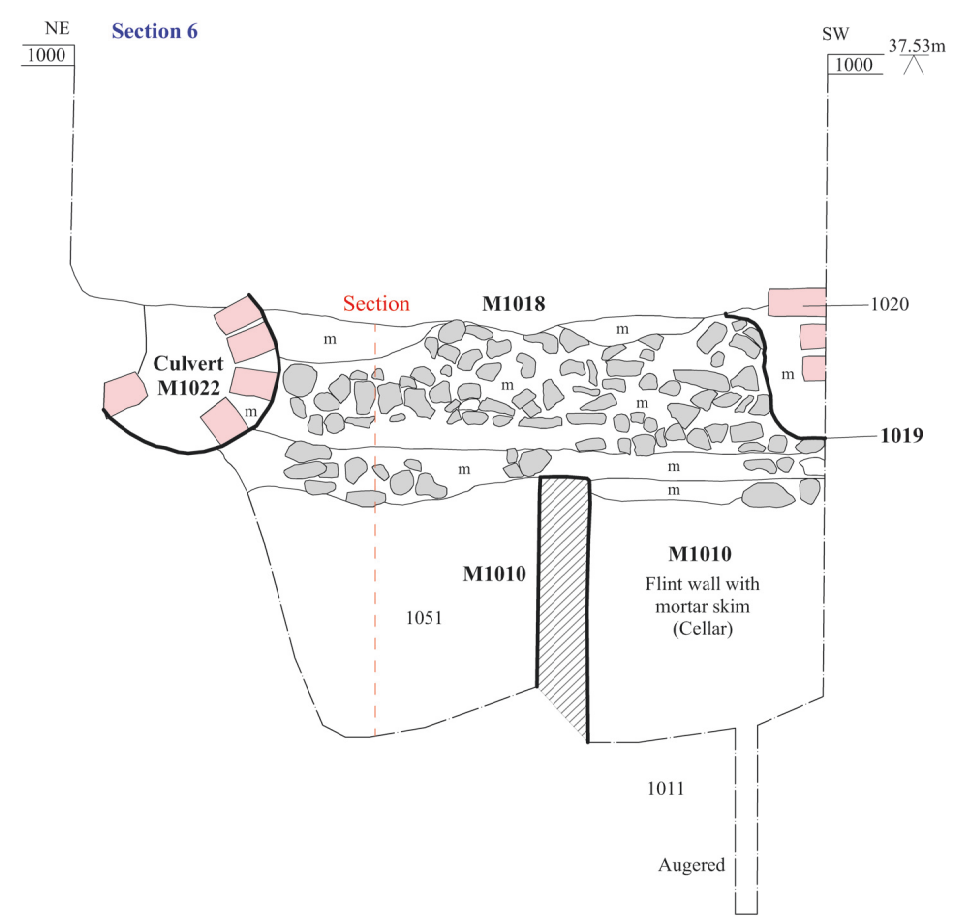 NE
Section 6
SW
37.53m
1000
1000
Section
M1018
1020
m
m
Culvert
M1022
m
m
m
m
1019
m
m
m
M1010
M1010
Flint wall with
mortar skim
(Cellar)
1051
1011
Augered